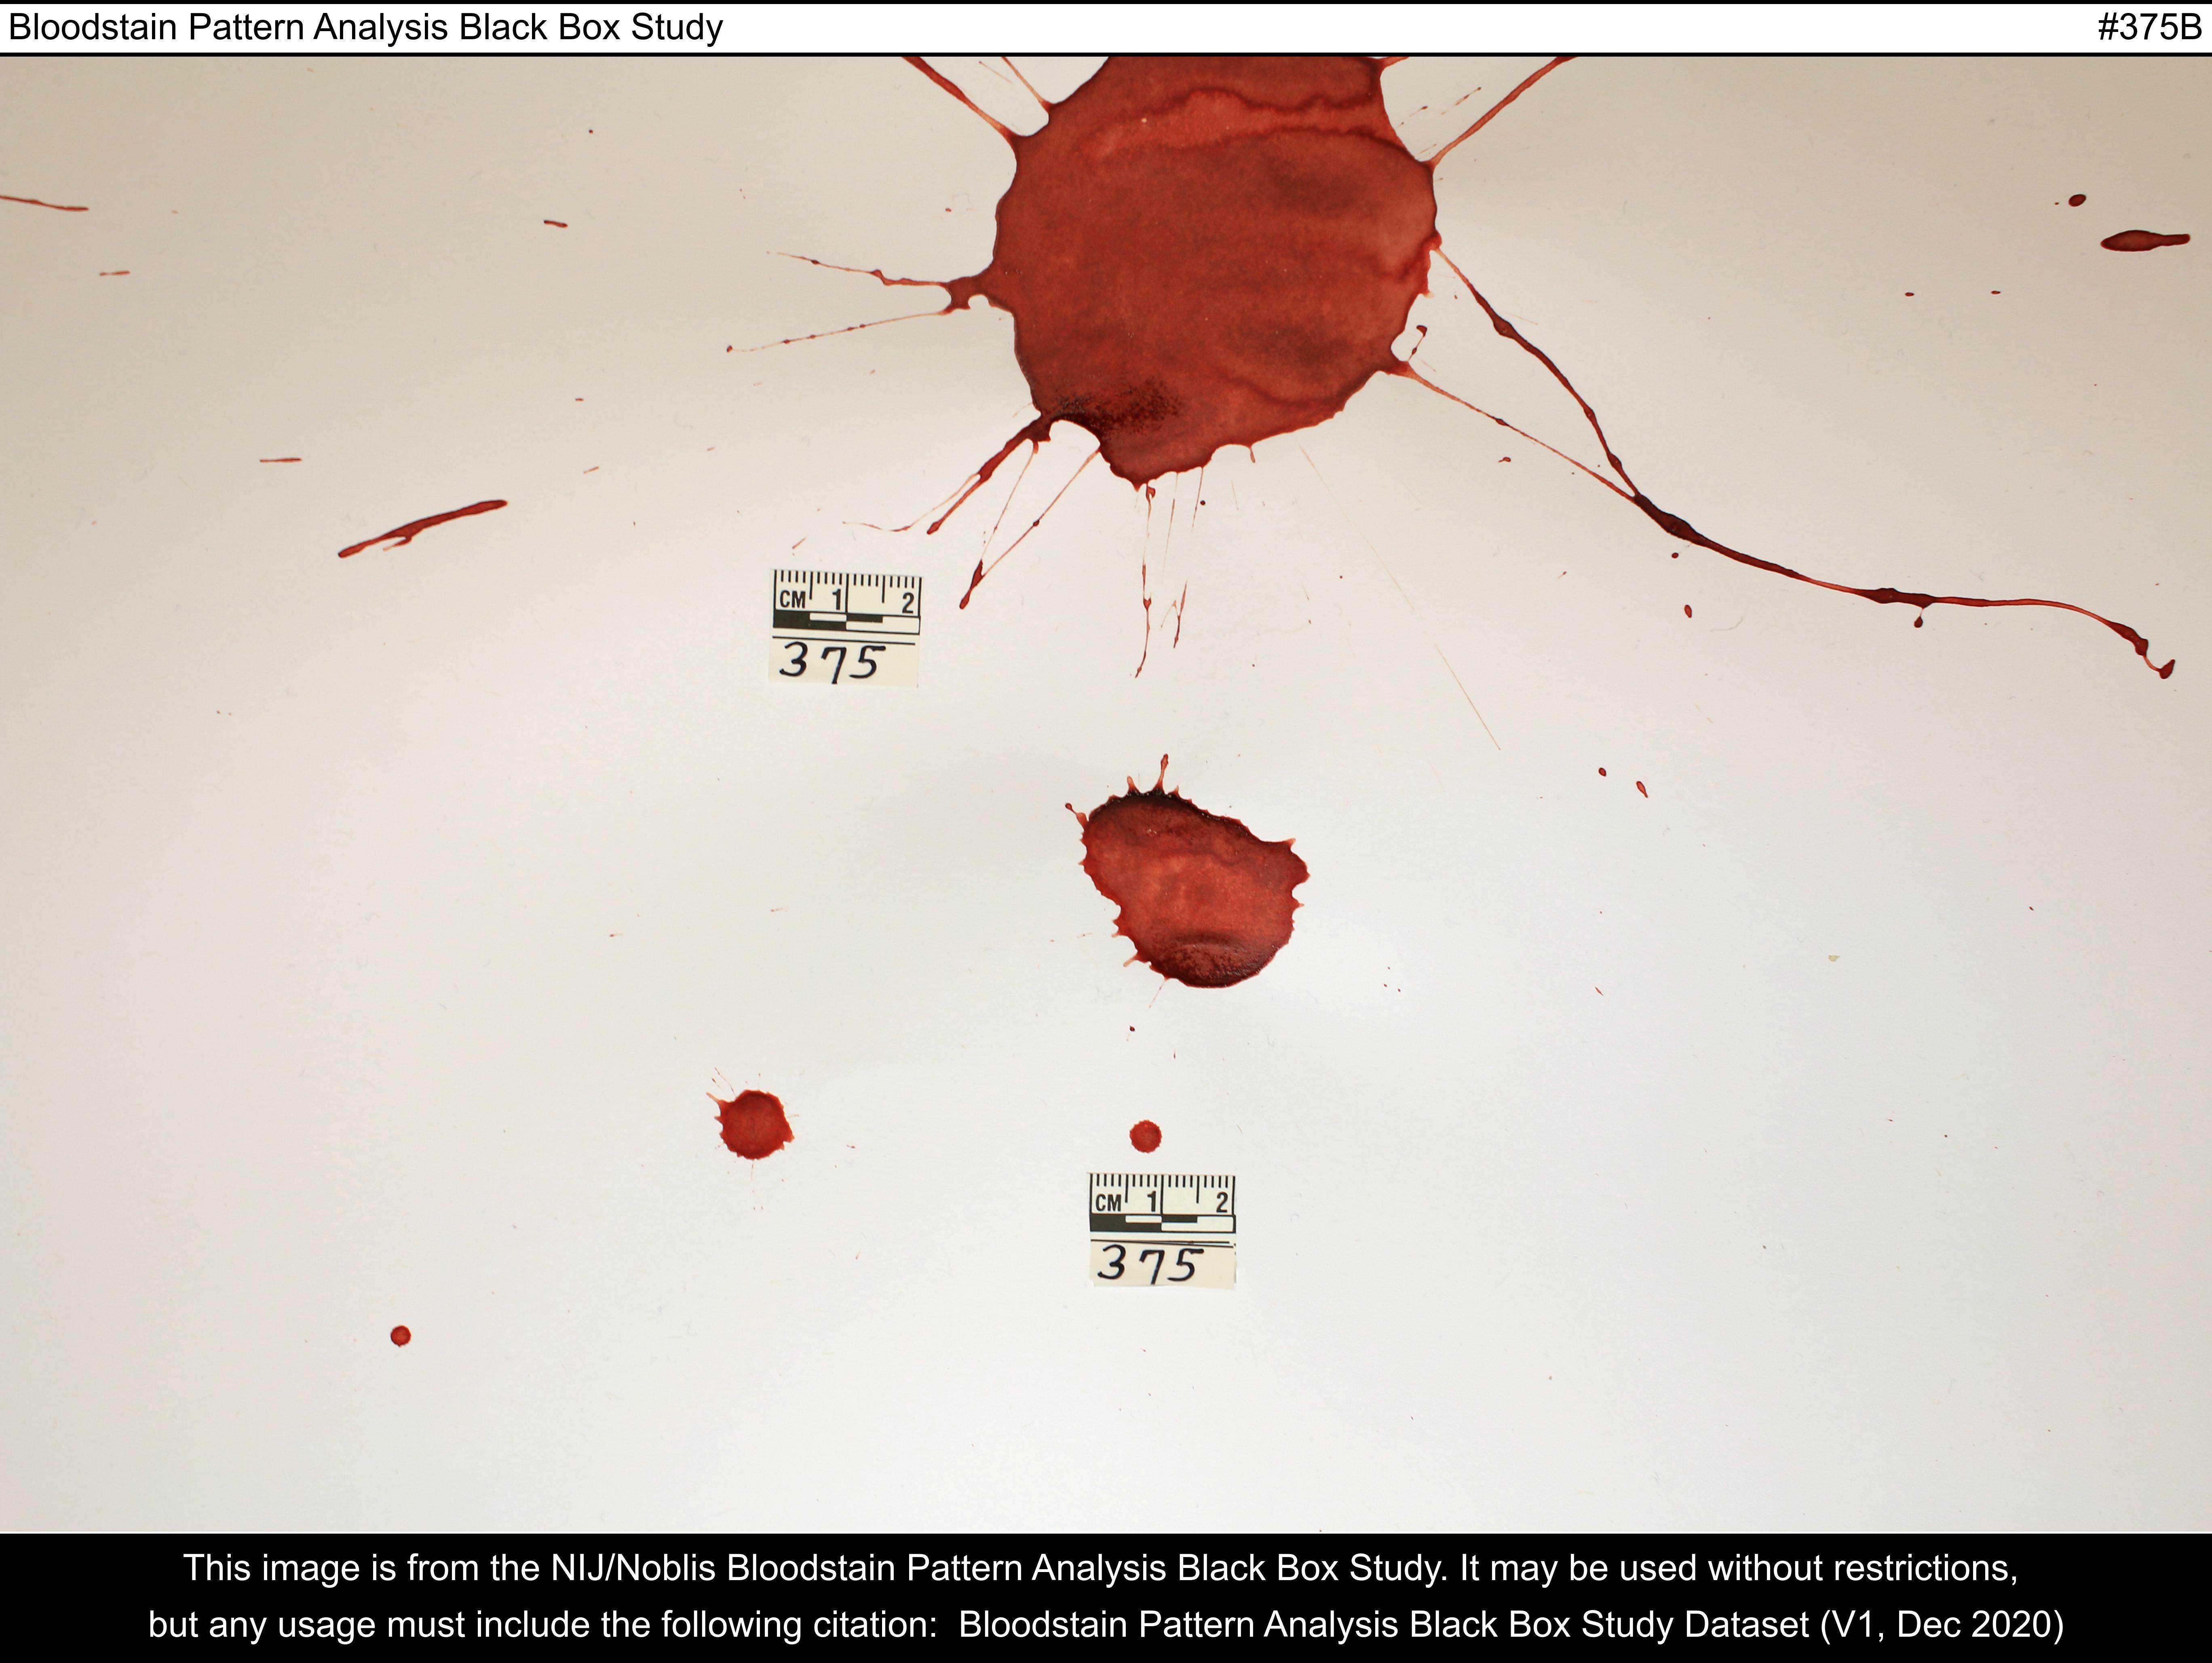 Bloodstain Pattern Analysis Black Box Study #375B
CM 1 2
375
CM 1 2
375
This image is from the NIJ/Noblis Bloodstain Pattern Analysis Black Box Study. It may be used without restrictions,
but any usage must include the following citation: Bloodstain Pattern Analysis Black Box Study Dataset (V1, Dec 2020)